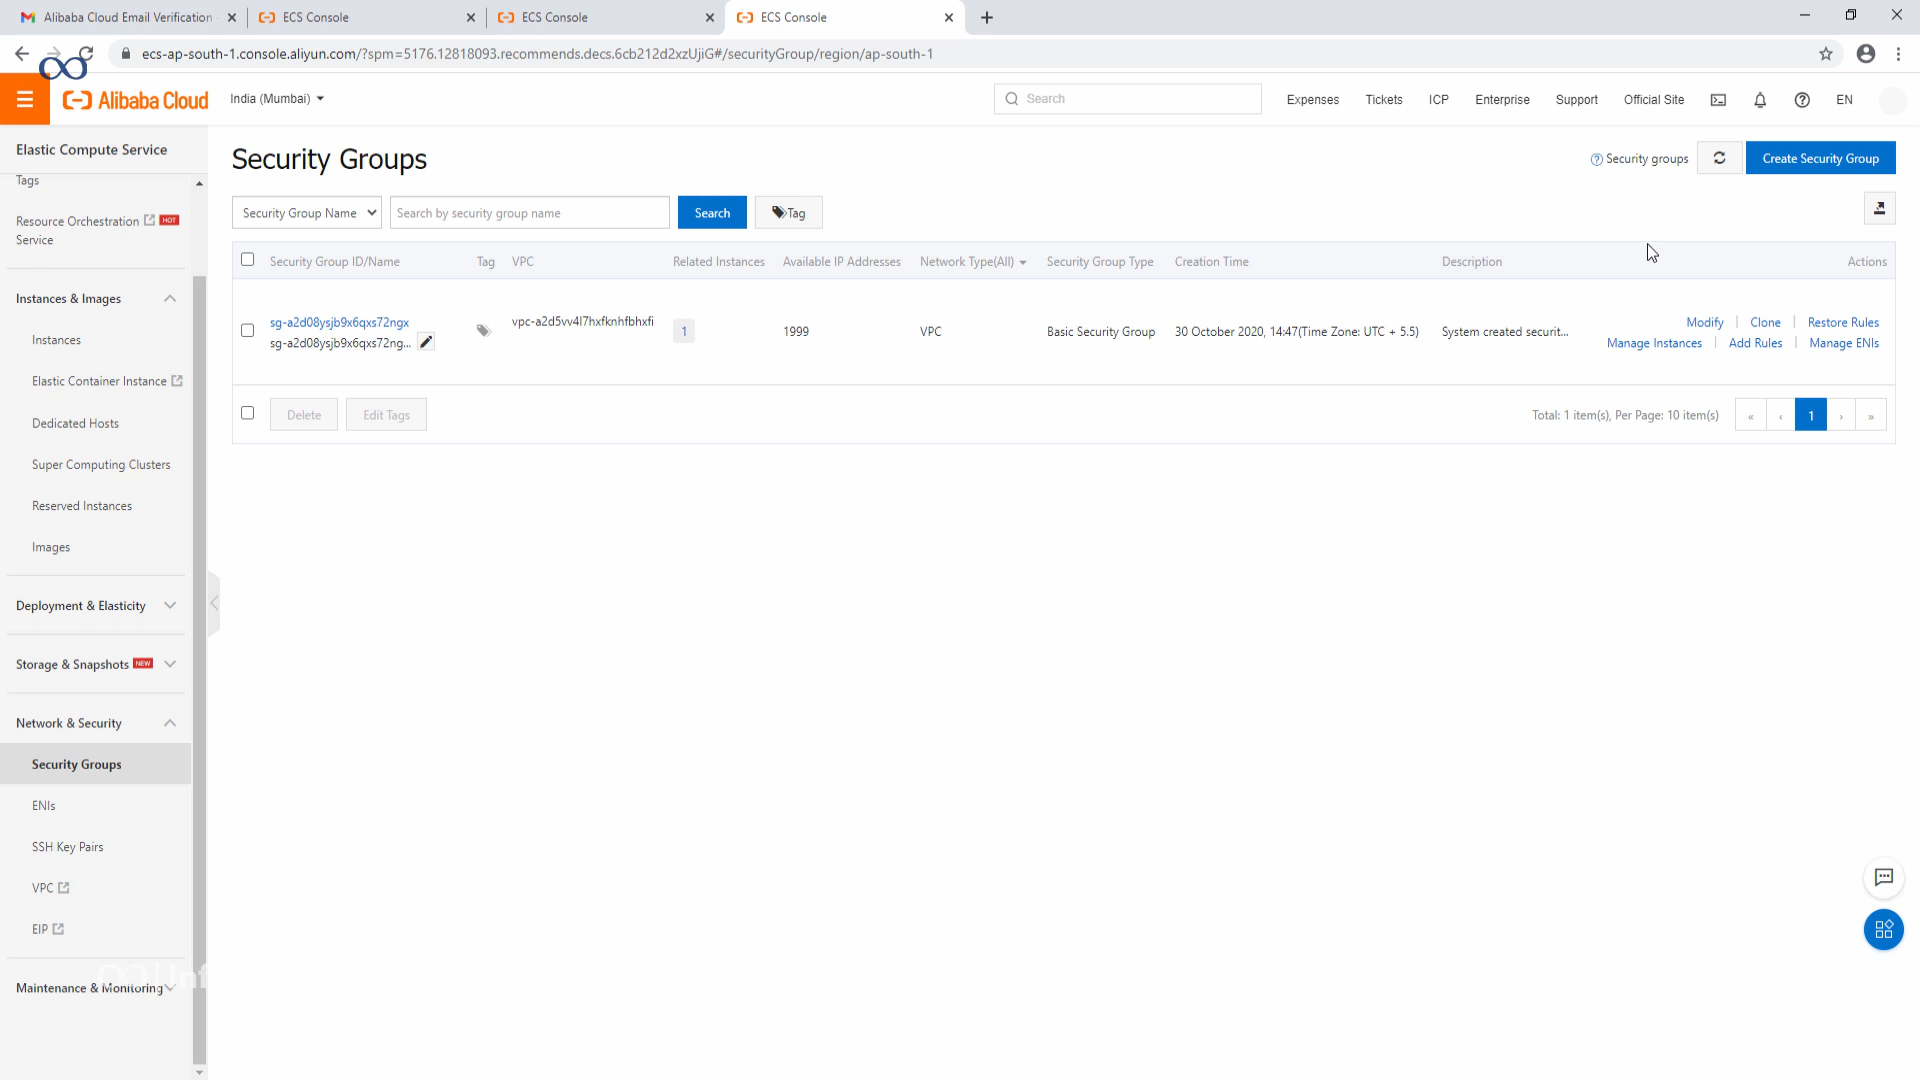 Alibaba Cloud Email Verification
ECS Console
ECS Console
ECS Console
ecs-ap-south-1.console.aliyun.com/?spm=5176.12818093.recommends.decs.6cb212d2xzUjiG#/securityGroup/region/ap-south-1
Alibaba Cloud
India (Mumbai)
Search
Expenses
Tickets
ICP
Enterprise
Support
Official Site
EN
Elastic Compute Service
Tags
Resource Orchestration HOT
Service
Instances & Images
Instances
Elastic Container Instance
Dedicated Hosts
Super Computing Clusters
Reserved Instances
Images
Deployment & Elasticity
Storage & Snapshots NEW
Network & Security
Security Groups
ENIs
SSH Key Pairs
VPC
EIP
Maintenance & Monitoring
Security Groups
Security groups
Create Security Group
Security Group Name
Search by security group name
Search
Tag
Security Group ID/Name Tag VPC Related Instances Available IP Addresses Network Type(All) Security Group Type Creation Time Description Actions
sg-a2d08ysjb9x6qxs72ngx
sg-a2d08ysjb9x6qxs72ng...
vpc-a2d5vv4l7hxfknhfbhxfi
1
1999
VPC
Basic Security Group
30 October 2020, 14:47(Time Zone: UTC + 5.5)
System created securit...
Modify | Clone | Restore Rules
Manage Instances | Add Rules | Manage ENIs
Delete
Edit Tags
Total: 1 item(s), Per Page: 10 item(s)
« ‹ 1 › »